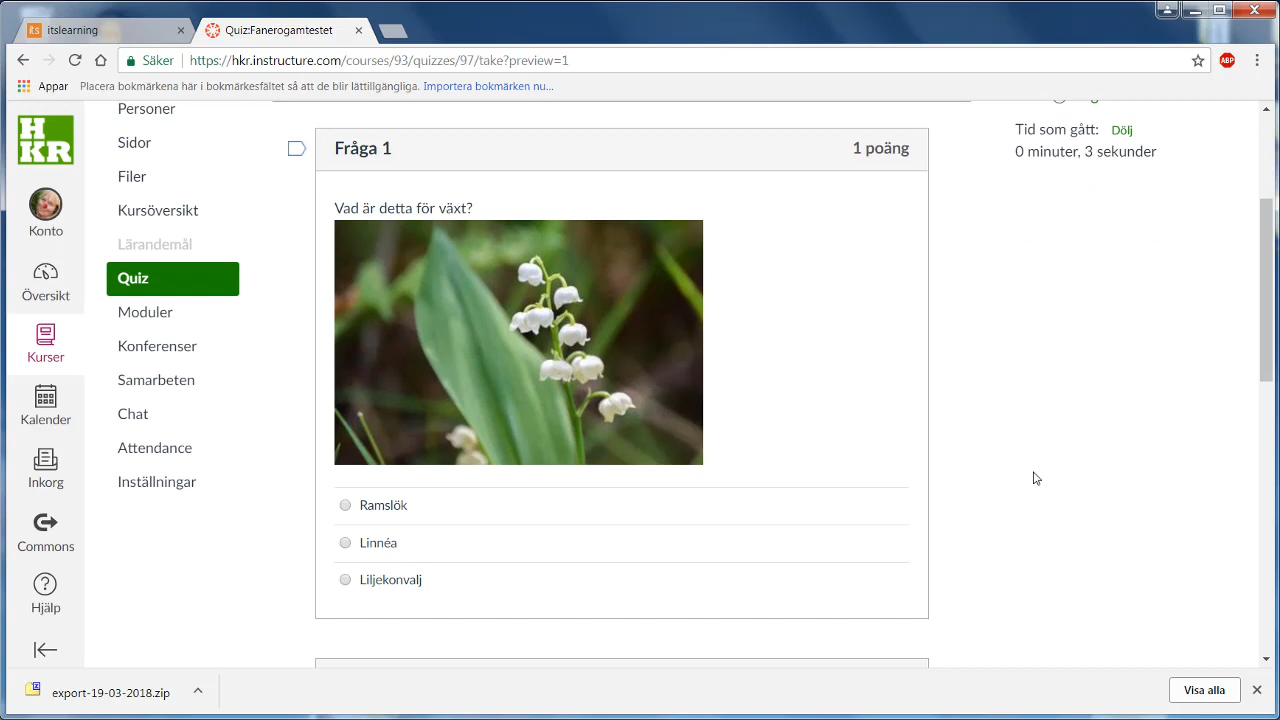 itslearning
Quiz:Fanerogamtestet
Säker
https://hkr.instructure.com/courses/93/quizzes/97/take?preview=1
ABP
Appar
Placera bokmärkena här i bokmärkesfältet så att de blir lättillgängliga. Importera bokmärken nu...
HKR
Konto
Översikt
Kurser
Kalender
Inkorg
Commons
Hjälp
Personer
Sidor
Filer
Kursöversikt
Lärandemål
Quiz
Moduler
Konferenser
Samarbeten
Chat
Attendance
Inställningar
Fråga 1
1 poäng
Vad är detta för växt?
Ramslök
Linnéa
Liljekonvalj
Tid som gått: Dölj
0 minuter, 3 sekunder
export-19-03-2018.zip
Visa alla